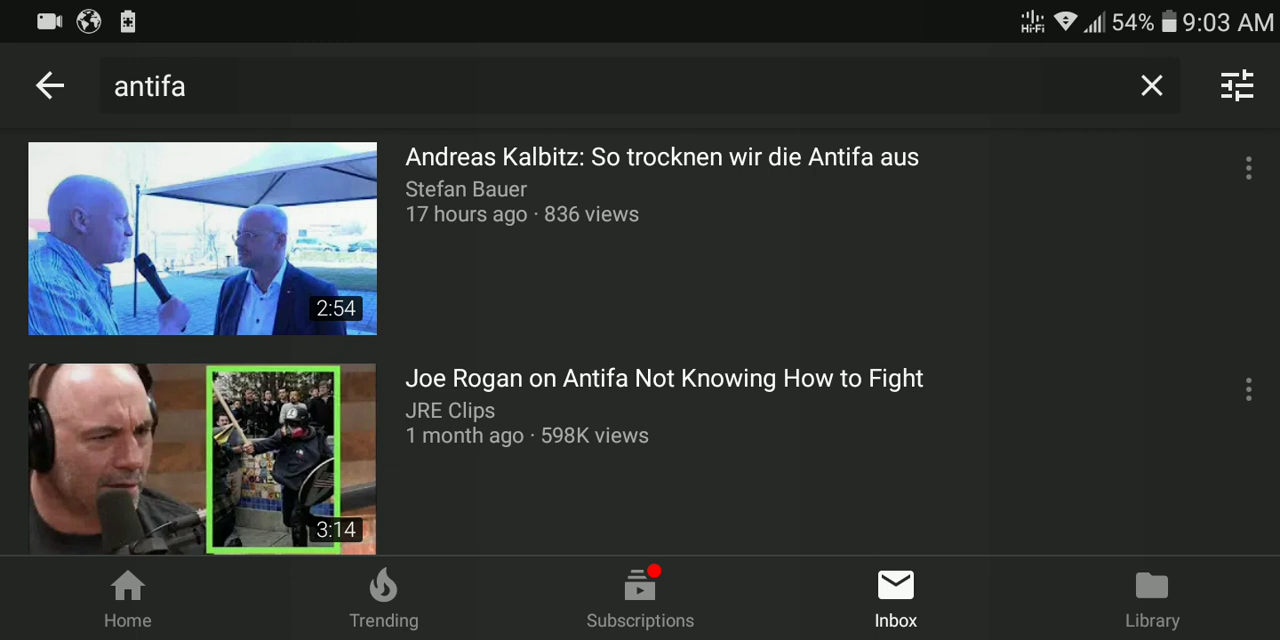 Hi-Fi 54% 9:03 AM
antifa
Andreas Kalbitz: So trocknen wir die Antifa aus
Stefan Bauer
17 hours ago · 836 views
2:54
Joe Rogan on Antifa Not Knowing How to Fight
JRE Clips
1 month ago · 598K views
3:14
Home Trending Subscriptions Inbox Library